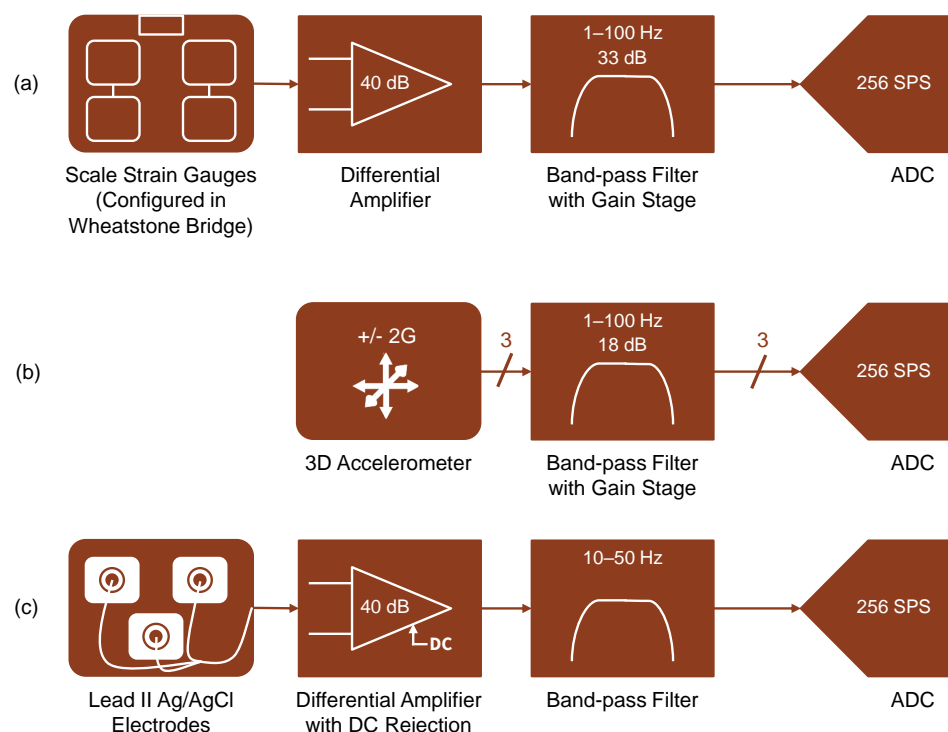 (a)
40 dB
1–100 Hz
33 dB
256 SPS
Scale Strain Gauges
(Configured in
Wheatstone Bridge)
Differential
Amplifier
Band-pass Filter
with Gain Stage
ADC
(b)
+/- 2G
3
1–100 Hz
18 dB
3
256 SPS
3D Accelerometer
Band-pass Filter
with Gain Stage
ADC
(c)
40 dB
DC
10–50 Hz
256 SPS
Lead II Ag/AgCl
Electrodes
Differential Amplifier
with DC Rejection
Band-pass Filter
ADC